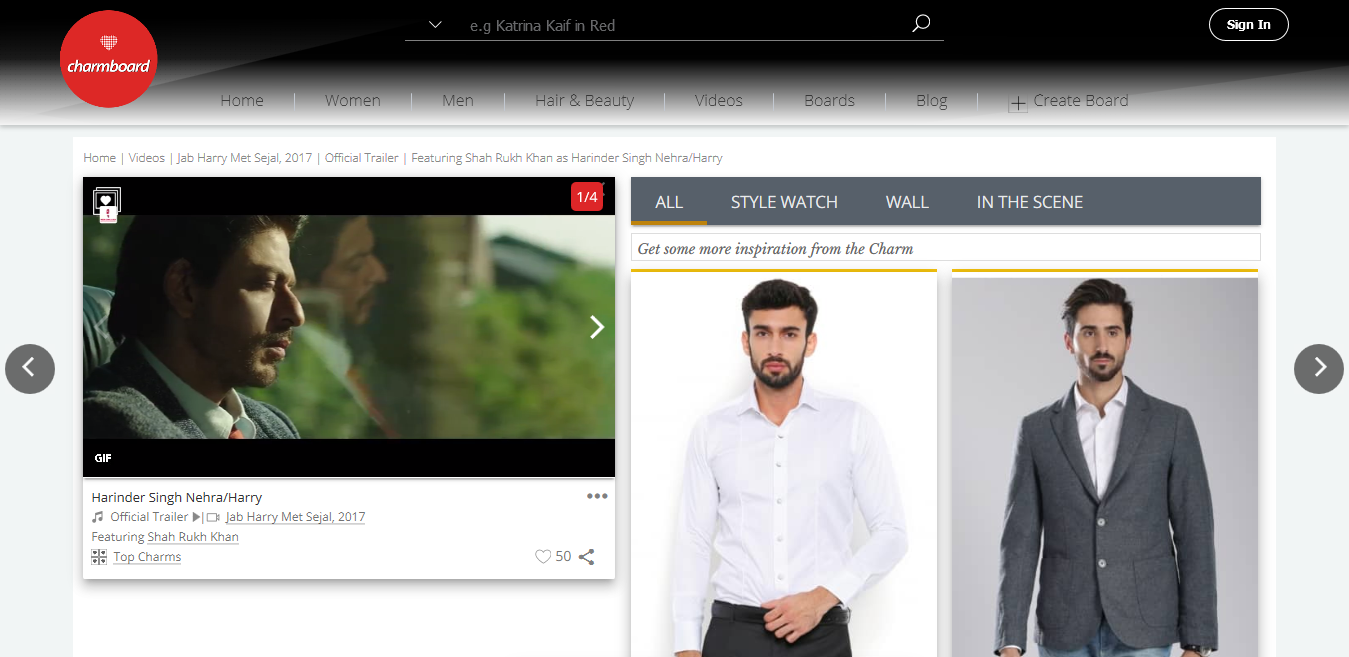 e.g Katrina Kaif in Red
Sign In
charmboard
Home
Women
Men
Hair & Beauty
Videos
Boards
Blog
Create Board
Home | Videos | Jab Harry Met Sejal, 2017 | Official Trailer | Featuring Shah Rukh Khan as Harinder Singh Nehra/Harry
1/4
GIF
Harinder Singh Nehra/Harry
Official Trailer | Jab Harry Met Sejal, 2017
Featuring Shah Rukh Khan
Top Charms
50
ALL
STYLE WATCH
WALL
IN THE SCENE
Get some more inspiration from the Charm